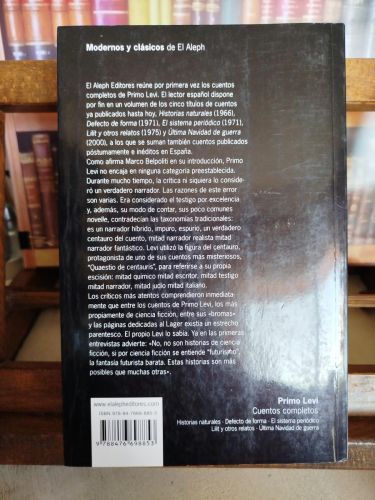 Modernos y clásicos de El Aleph
El Aleph Editores reúne por primera vez los cuentos
completos de Primo Levi. El lector español dispone
por fin en un volumen de los cinco títulos de cuentos
ya publicados hasta hoy, Historias naturales (1966),
Defecto de forma (1971), El sistema periódico (1971),
Lilít y otros relatos (1975) y Última Navidad de guerra
(2000), a los que se suman también cuentos publicados
póstumamente e inéditos en España.
Como afirma Marco Belpoliti en su introducción, Primo
Levi no encaja en ninguna categoría preestablecida.
Durante mucho tiempo, la crítica ni siquiera lo consideró
un verdadero narrador. Las razones de este error
son varias. Era considerado el testigo por excelencia
y, además, su modo de contar, sus poco comunes
novelle, contradecían las taxonomías tradicionales:
es un narrador híbrido, impuro, espurio, un verdadero
centauro del cuento, mitad narrador realista mitad
narrador fantástico. Levi utilizó la figura del centauro,
protagonista de uno de sus cuentos más misteriosos,
"Quaestio de centauris", para referirse a su propia
escisión: mitad químico mitad escritor, mitad testigo
mitad narrador, mitad judío mitad italiano.
Los críticos más atentos comprendieron inmediata-
mente que entre los cuentos de Primo Levi, los más
propiamente de ciencia ficción, entre sus «bromas»
y las páginas dedicadas al Lager existía un estrecho
parentesco. El propio Levi lo sabía. Ya en las primeras
entrevistas advierte: «No, no son historias de ciencia
ficción, si por ciencia ficción se entiende "futurismo",
la fantasía futurista barata. Estas historias son más
posibles que muchas otras».
www.elalepheditores.com
ISBN 978-84-7669-885-3
9788476698853
Primo Levi
Cuentos completos
Historias naturales · Defecto de forma · El sistema periódico
Lilít y otros relatos · Última Navidad de guerra